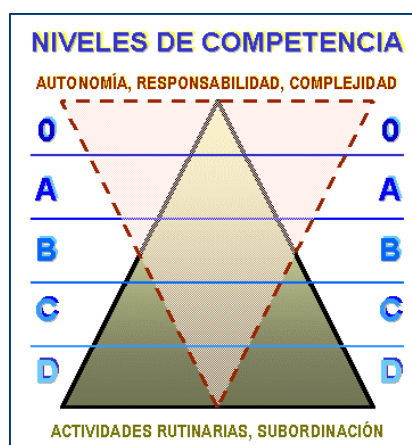 NIVELES DE COMPETENCIA
AUTONOMÍA, RESPONSABILIDAD, COMPLEJIDAD
0 0
A A
B B
C C
D D
ACTIVIDADES RUTINARIAS, SUBORDINACIÓN